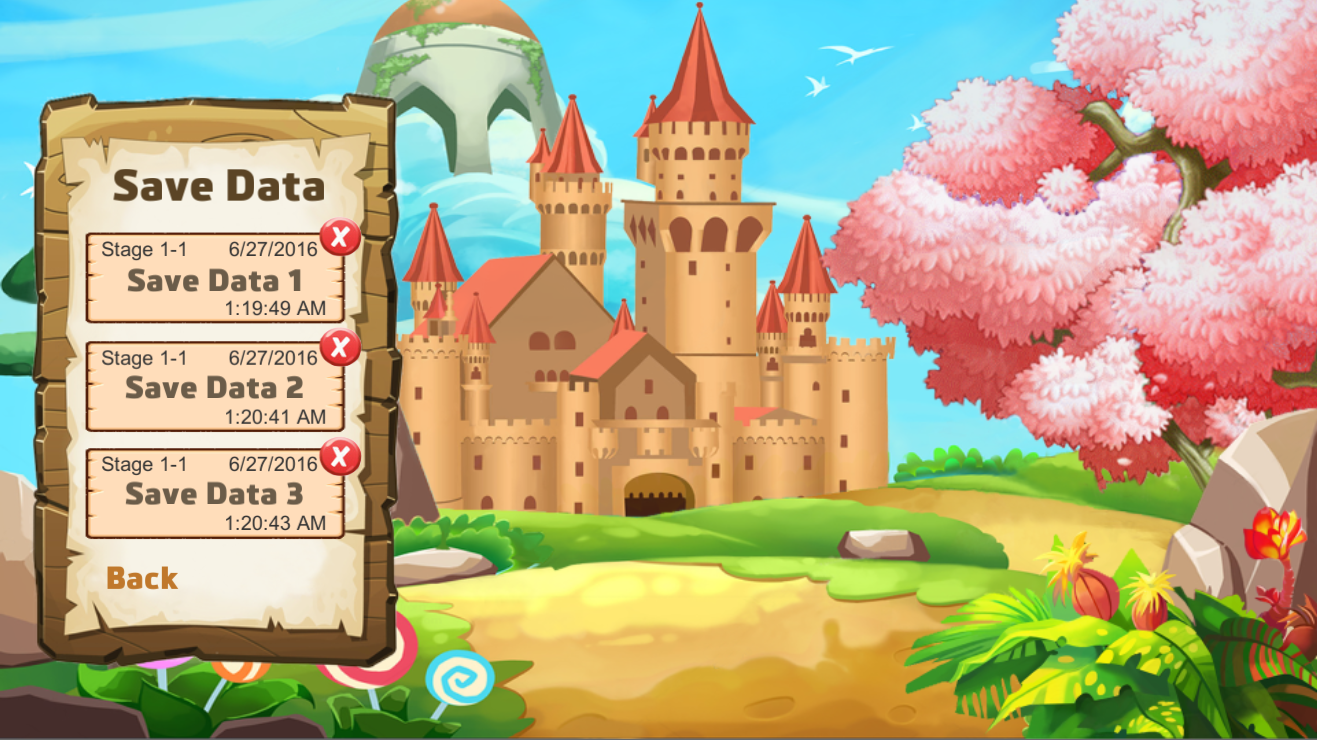 Save Data
Stage 1-1 6/27/2016 X
Save Data 1
1:19:49 AM
Stage 1-1 6/27/2016 X
Save Data 2
1:20:41 AM
Stage 1-1 6/27/2016 X
Save Data 3
1:20:43 AM
Back